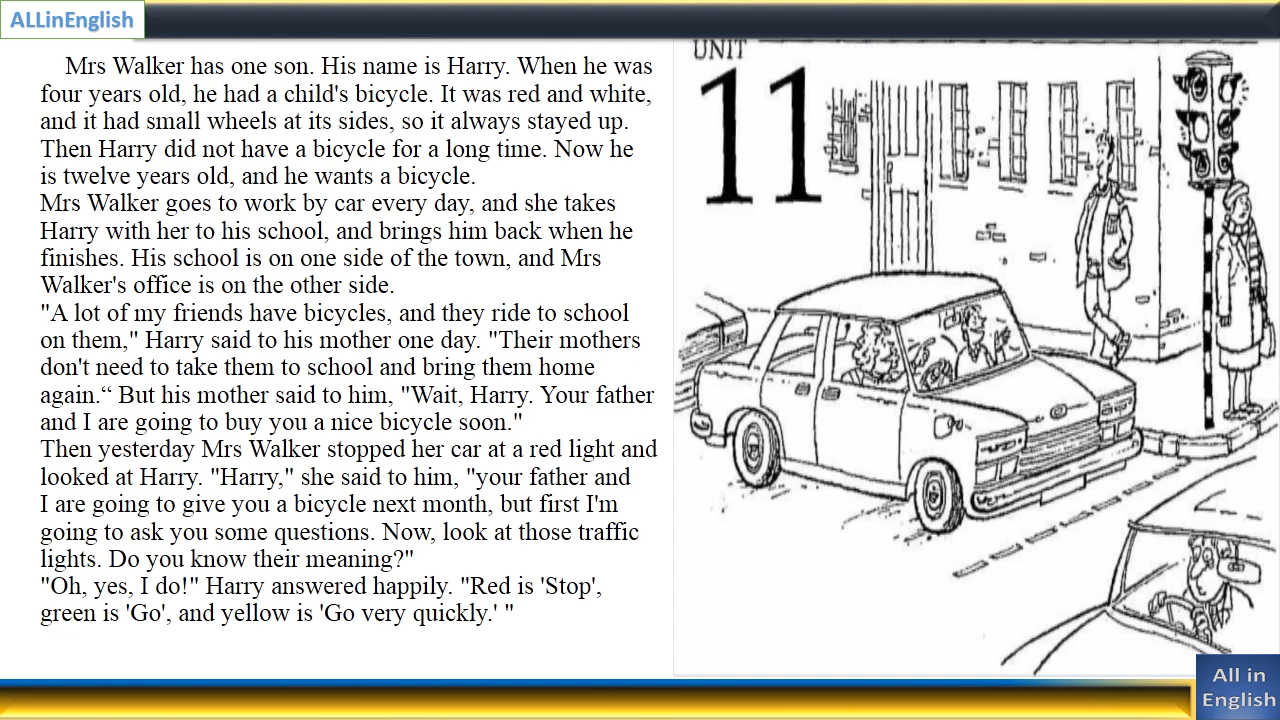 ALLinEnglish
Mrs Walker has one son. His name is Harry. When he was
four years old, he had a child's bicycle. It was red and white,
and it had small wheels at its sides, so it always stayed up.
Then Harry did not have a bicycle for a long time. Now he
is twelve years old, and he wants a bicycle.
Mrs Walker goes to work by car every day, and she takes
Harry with her to his school, and brings him back when he
finishes. His school is on one side of the town, and Mrs
Walker's office is on the other side.
"A lot of my friends have bicycles, and they ride to school
on them," Harry said to his mother one day. "Their mothers
don't need to take them to school and bring them home
again.“ But his mother said to him, "Wait, Harry. Your father
and I are going to buy you a nice bicycle soon."
Then yesterday Mrs Walker stopped her car at a red light and
looked at Harry. "Harry," she said to him, "your father and
I are going to give you a bicycle next month, but first I'm
going to ask you some questions. Now, look at those traffic
lights. Do you know their meaning?"
"Oh, yes, I do!" Harry answered happily. "Red is 'Stop',
green is 'Go', and yellow is 'Go very quickly.' "
UNIT
11
All in
English